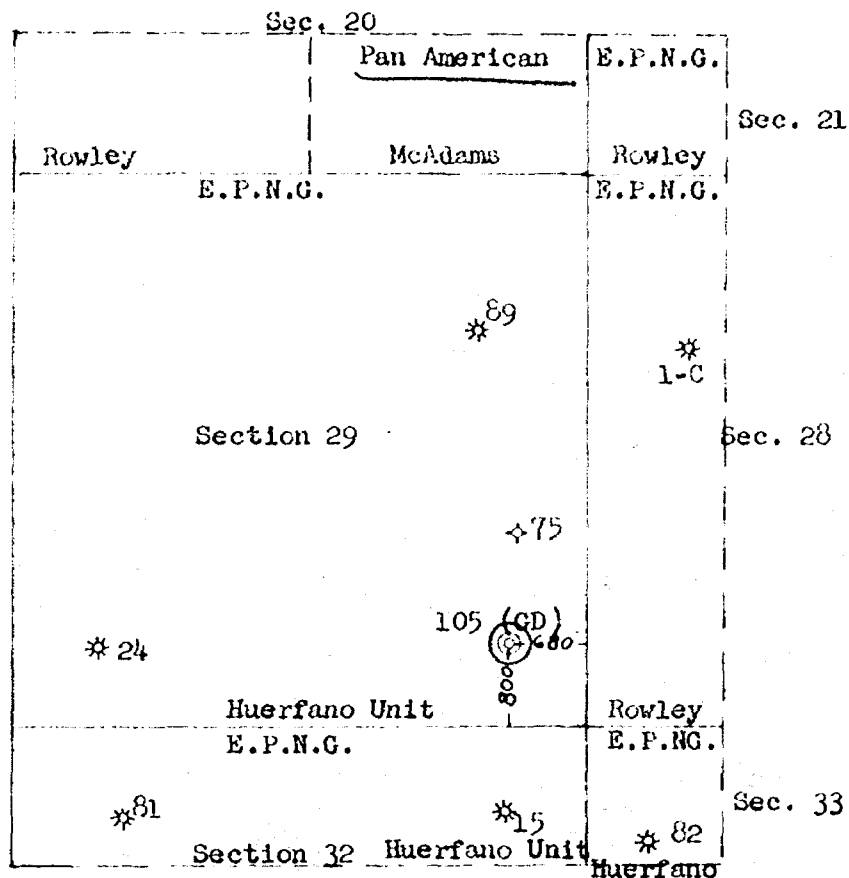 Sec. 20
Pan American
E.P.N.G.
Sec. 21
Rowley
McAdams
Rowley
E.P.N.G.
E.P.N.G.
89
1-C
Section 29
Sec. 28
75
105 (GD)
680
24
800
Huerfano Unit
Rowley
E.P.N.G.
E.P.NG.
81
15
82
Sec. 33
Section 32
Huerfano Unit
Huerfano